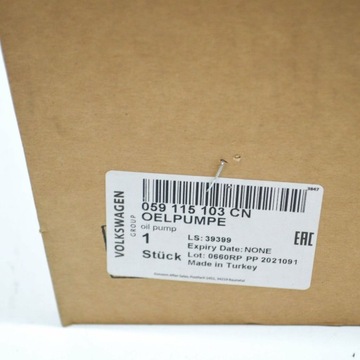 3947
059 115 103 CN
OELPUMPE
oil pump
1
Stück
LS: 39399
Expiry Date: NONE
Lot: 0660RP PP 2021091
Made in Turkey
EAC
VOLKSWAGEN
GROUP